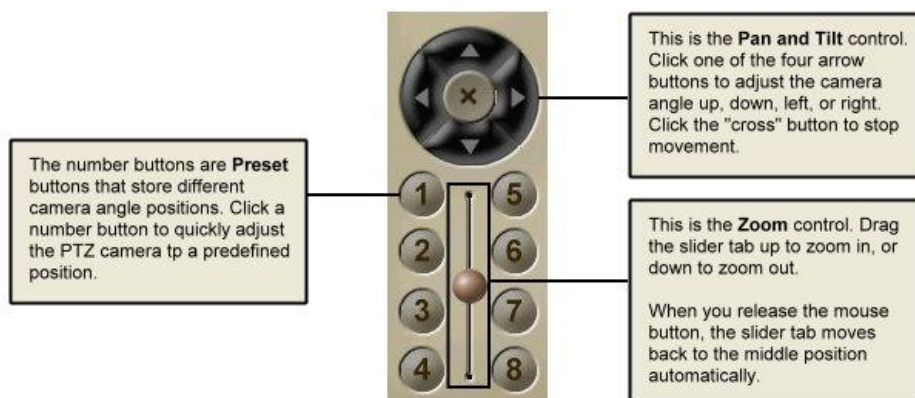 The number buttons are Preset
buttons that store different
camera angle positions. Click a
number button to quickly adjust
the PTZ camera tp a predefined
position.
1
5
2
6
3
7
4
8
This is the Pan and Tilt control.
Click one of the four arrow
buttons to adjust the camera
angle up, down, left, or right.
Click the "cross" button to stop
movement.
This is the Zoom control. Drag
the slider tab up to zoom in, or
down to zoom out.
When you release the mouse
button, the slider tab moves
back to the middle position
automatically.